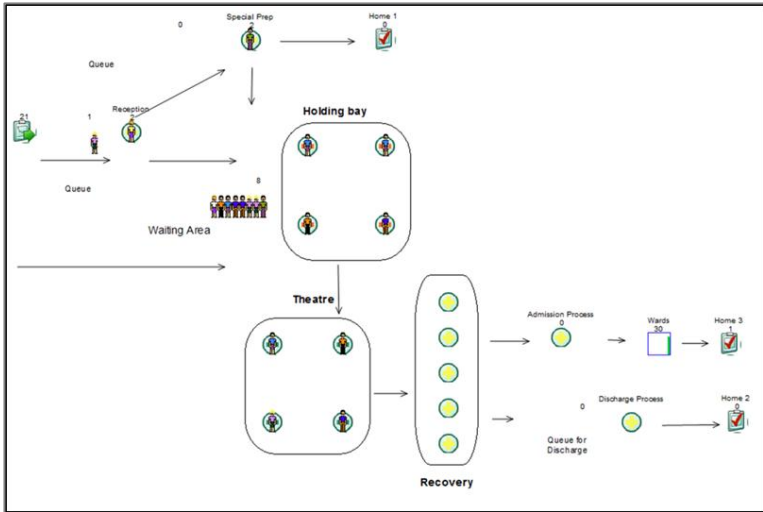 Special Prep
2
0
Home 1
0
Queue
21
1
Reception
Holding bay
Queue
8
Waiting Area
Theatre
Admission Process
0
Wards
30
Home 3
1
0
Discharge Process
Home 2
0
Queue for
Discharge
Recovery